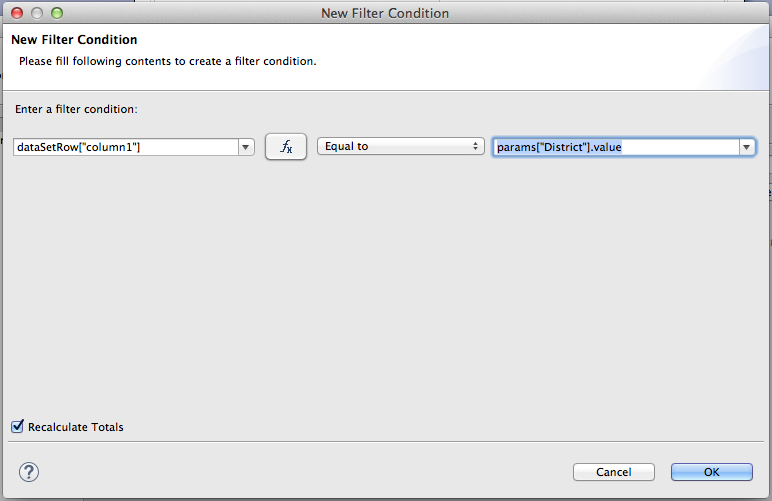 New Filter Condition
New Filter Condition
Please fill following contents to create a filter condition.
Enter a filter condition:
dataSetRow["column1"] fx Equal to params["District"].value
Recalculate Totals
? Cancel OK